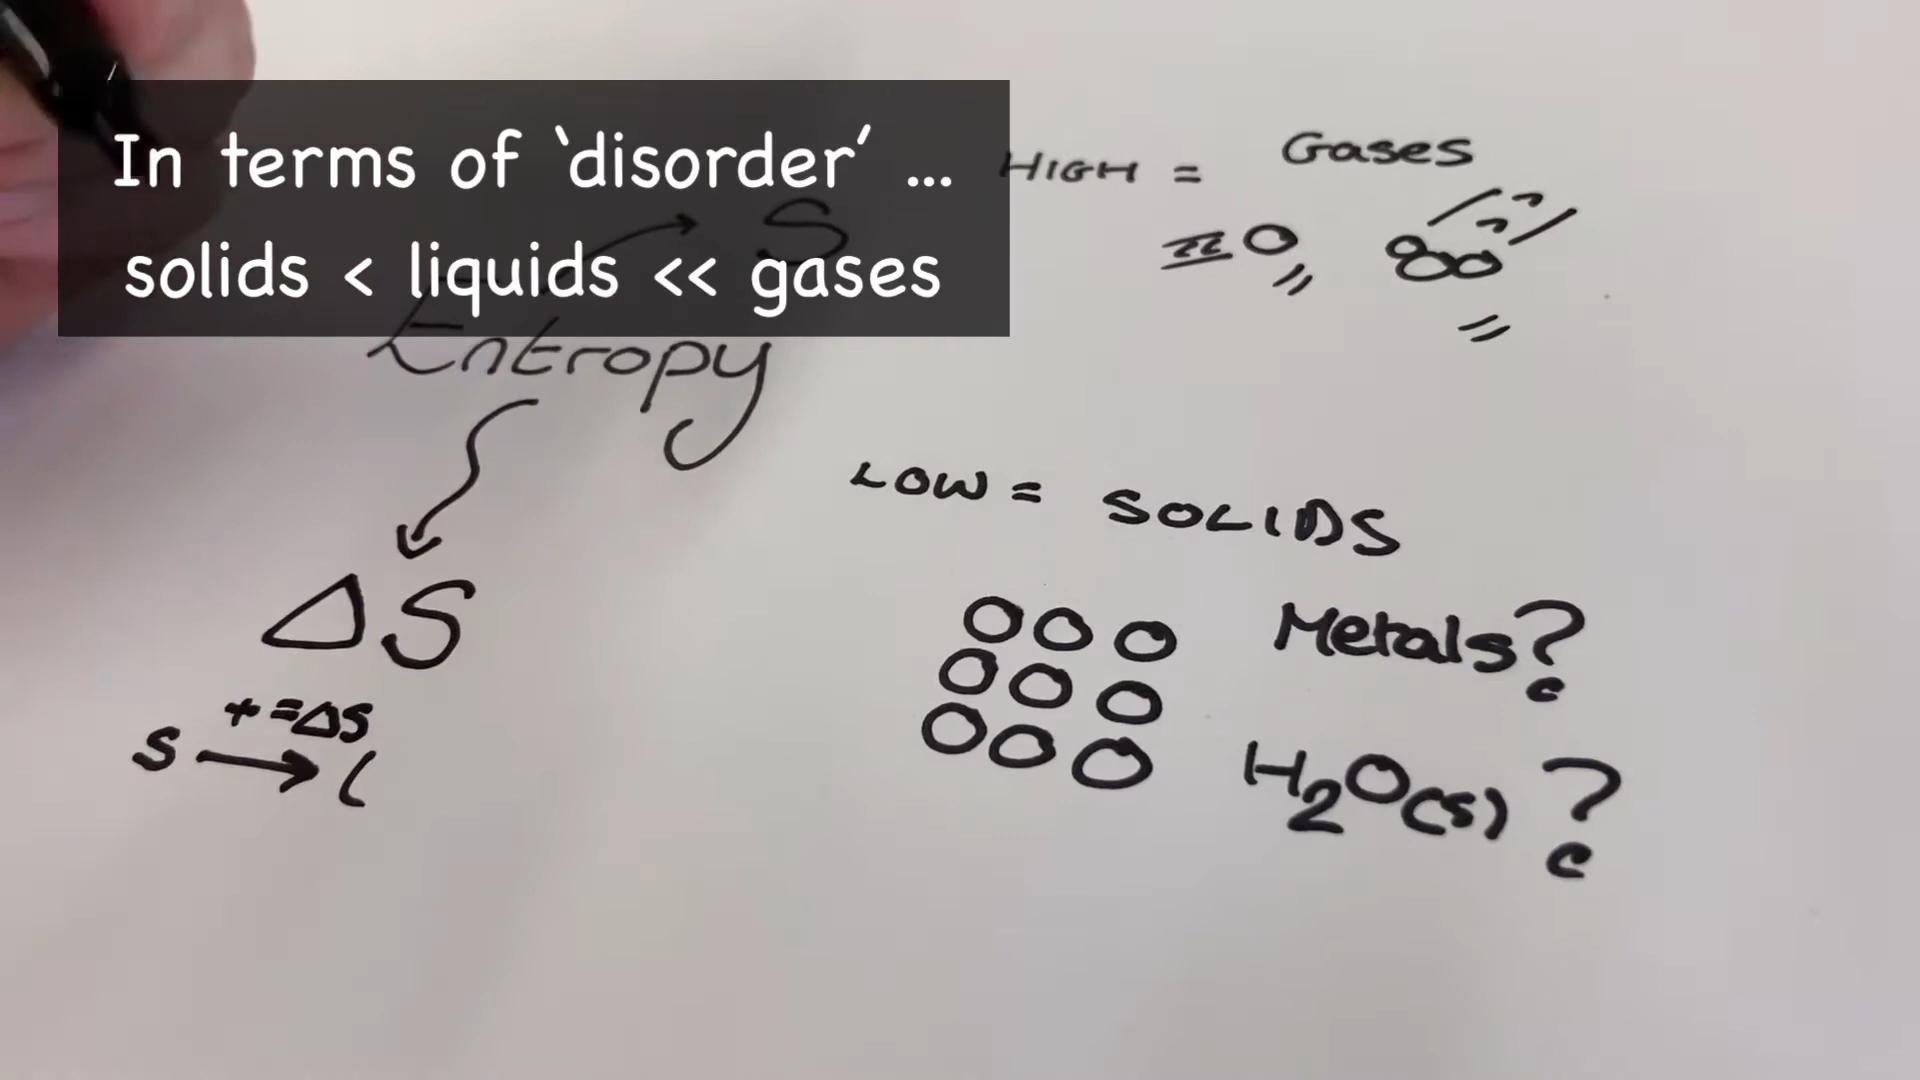 In terms of ‘disorder’ ...
solids < liquids << gases
HIGH = Gases
S
Entropy
LOW = SOLIDS
ΔS
Metals?
+ = ΔS
S → l
H₂O(s)?